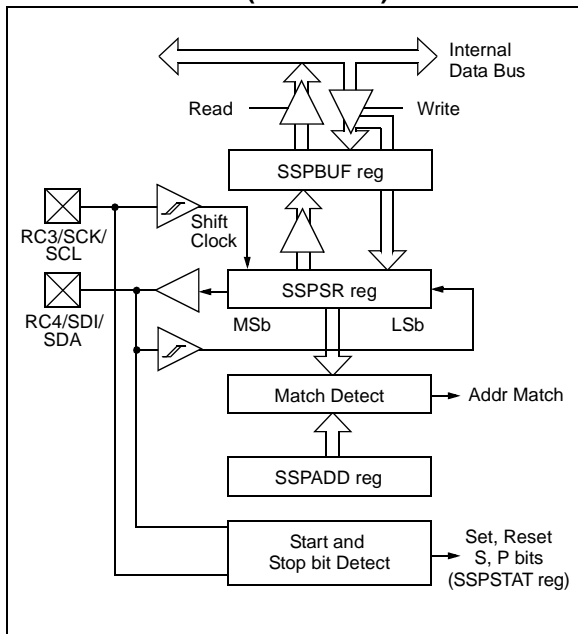 Internal
Data Bus
Read
Write
SSPBUF reg
RC3/SCK/
SCL
Shift
Clock
SSPSR reg
RC4/SDI/
SDA
MSb
LSb
Match Detect
Addr Match
SSPADD reg
Start and
Stop bit Detect
Set, Reset
S, P bits
(SSPSTAT reg)